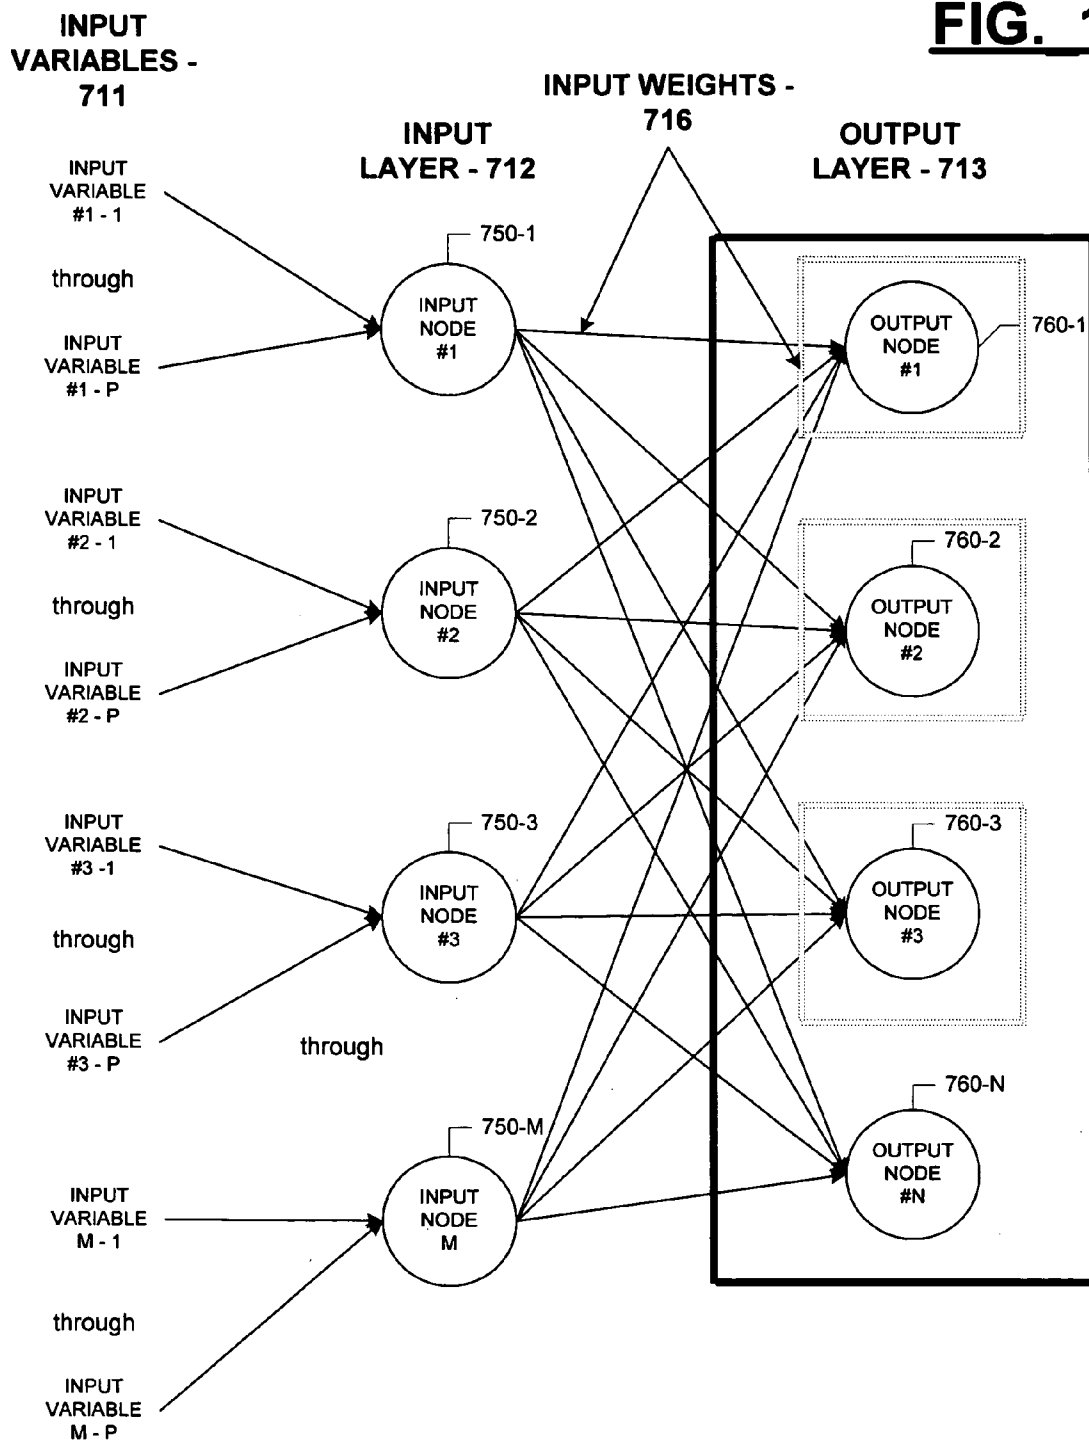 FIG. 1
INPUT
VARIABLES -
711
INPUT WEIGHTS -
716
INPUT
LAYER - 712
OUTPUT
LAYER - 713
INPUT
VARIABLE
#1 - 1
through
INPUT
VARIABLE
#1 - P
750-1
INPUT
NODE
#1
OUTPUT
NODE
#1
760-1
INPUT
VARIABLE
#2 - 1
through
INPUT
VARIABLE
#2 - P
750-2
INPUT
NODE
#2
760-2
OUTPUT
NODE
#2
INPUT
VARIABLE
#3 -1
through
INPUT
VARIABLE
#3 - P
750-3
INPUT
NODE
#3
760-3
OUTPUT
NODE
#3
through
750-M
INPUT
NODE
M
760-N
OUTPUT
NODE
#N
INPUT
VARIABLE
M - 1
through
INPUT
VARIABLE
M - P